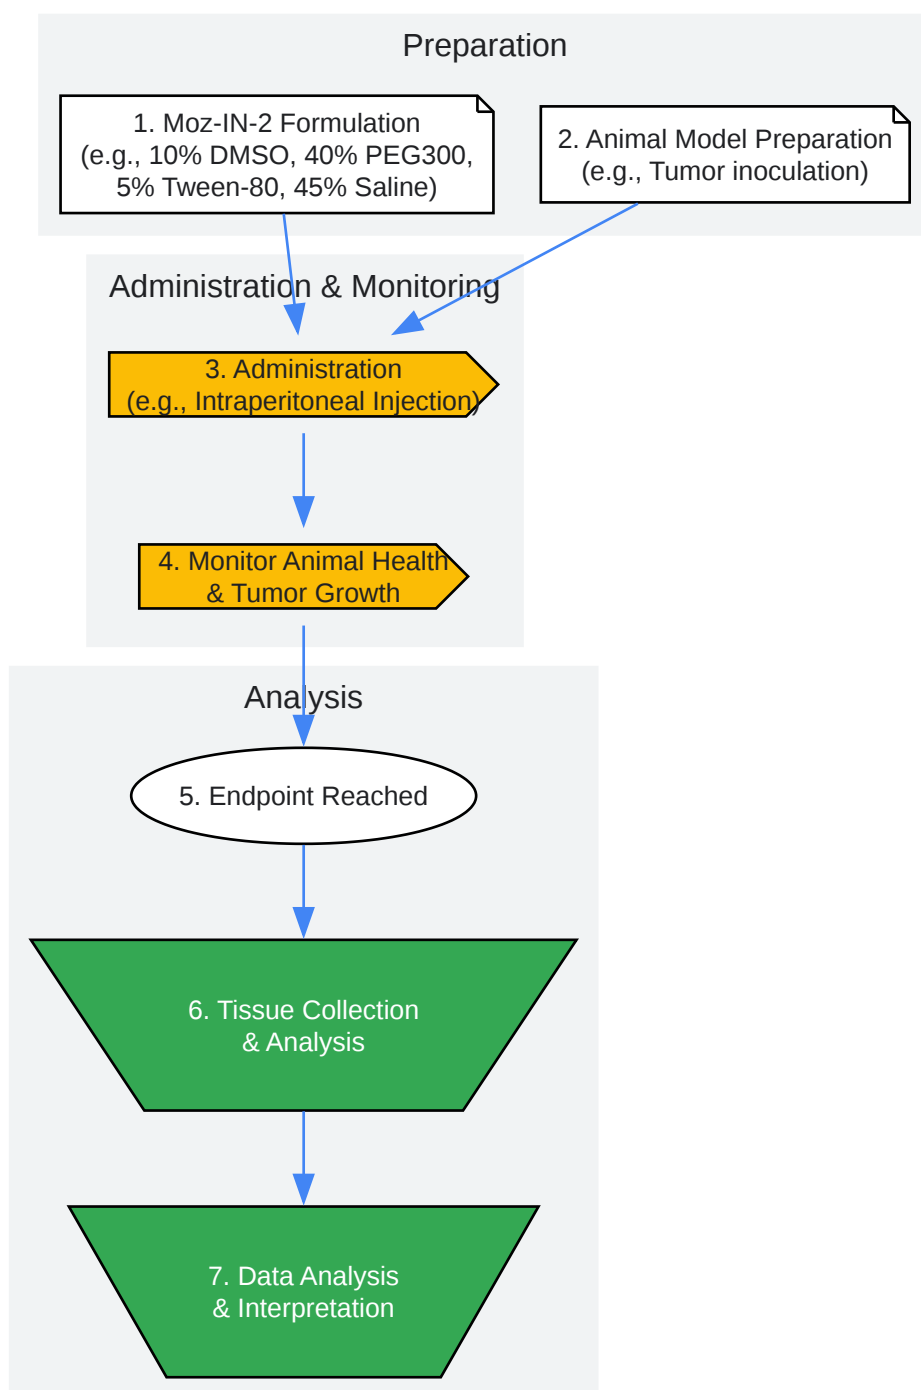 Preparation
1. Moz-IN-2 Formulation
(e.g., 10% DMSO, 40% PEG300,
5% Tween-80, 45% Saline)
2. Animal Model Preparation
(e.g., Tumor inoculation)
Administration & Monitoring
3. Administration
(e.g., Intraperitoneal Injection)
4. Monitor Animal Health
& Tumor Growth
Analysis
5. Endpoint Reached
6. Tissue Collection
& Analysis
7. Data Analysis
& Interpretation